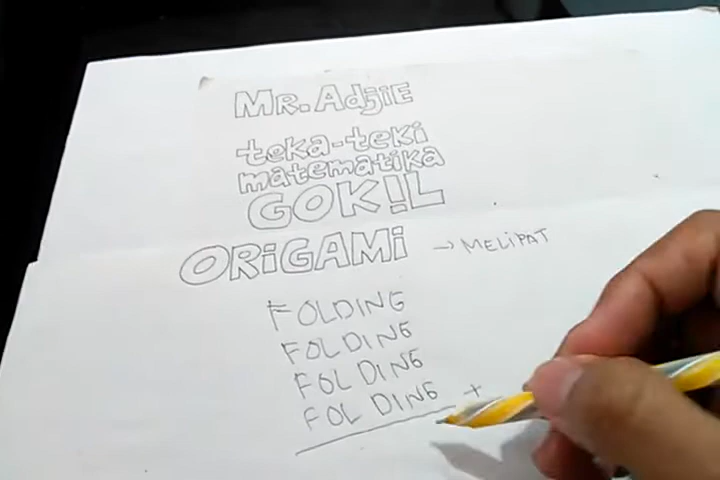 MR. ADJIE
teka-teki
matematika
GOK!L
ORIGAMI → MELIPAT
FOLDING
FOLDING
FOLDING
FOLDING +